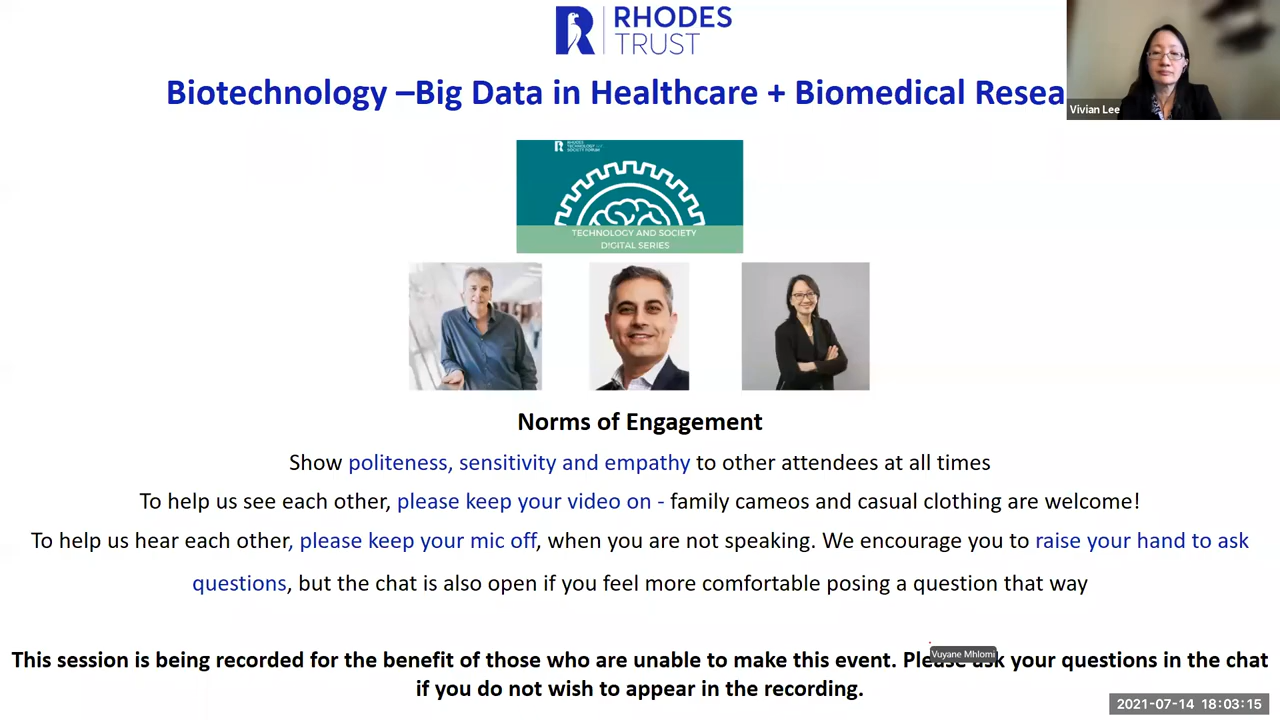 RHODES
TRUST
Biotechnology –Big Data in Healthcare + Biomedical Resea
Vivian Lee
RHODES
TECHNOLOGY AND
SOCIETY FORUM
TECHNOLOGY AND SOCIETY
DIGITAL SERIES
Norms of Engagement
Show politeness, sensitivity and empathy to other attendees at all times
To help us see each other, please keep your video on - family cameos and casual clothing are welcome!
To help us hear each other, please keep your mic off, when you are not speaking. We encourage you to raise your hand to ask
questions, but the chat is also open if you feel more comfortable posing a question that way
Vuyane Mhlomi
This session is being recorded for the benefit of those who are unable to make this event. Please ask your questions in the chat
if you do not wish to appear in the recording.
2021-07-14 18:03:15